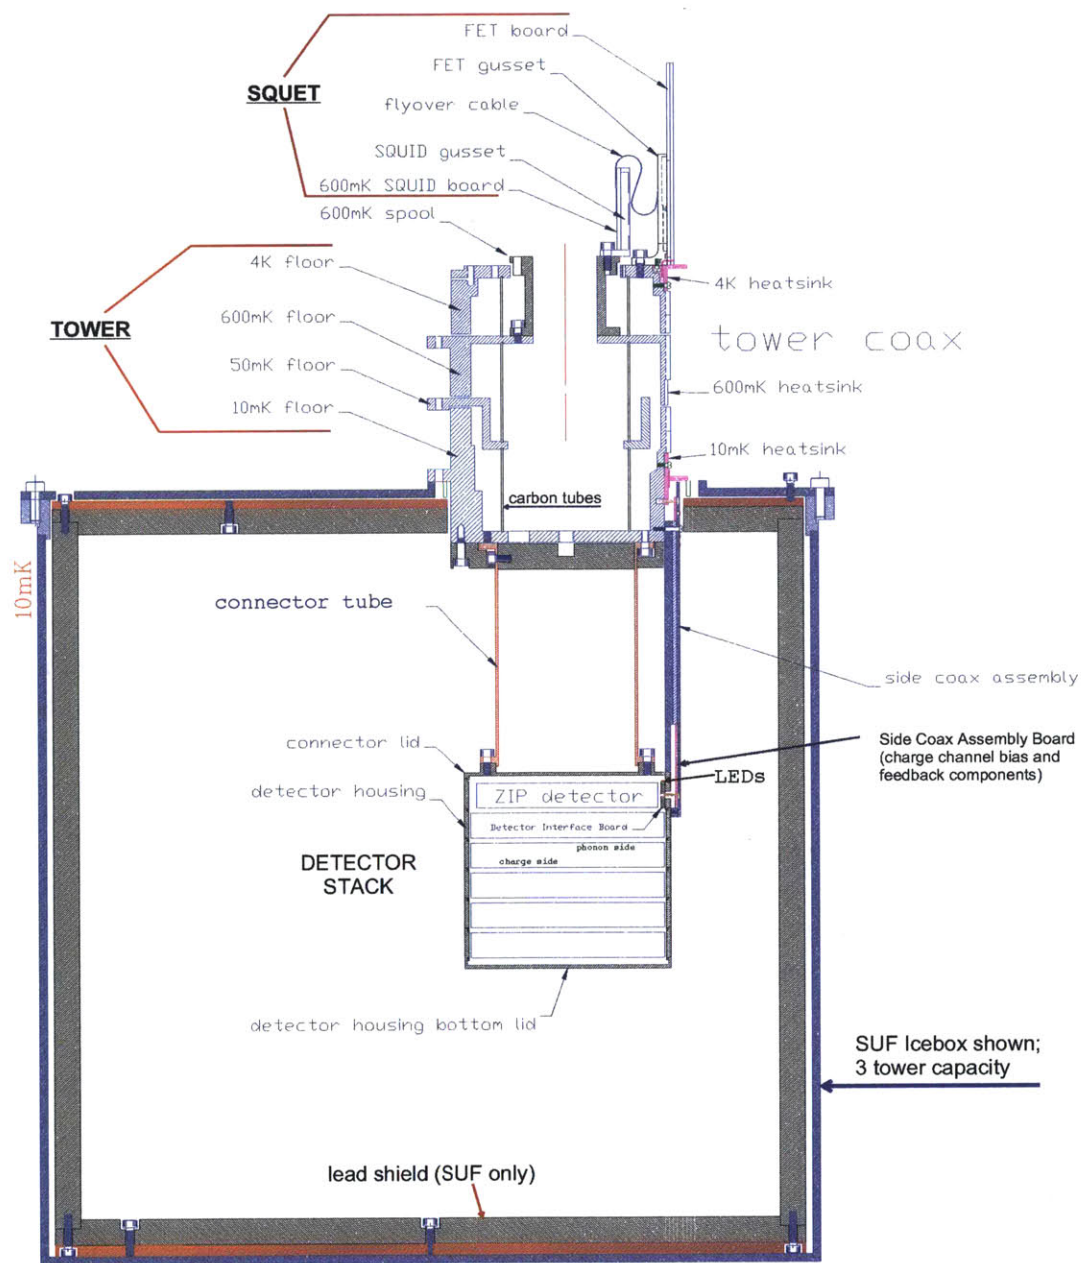 FET board
FET gusset
SQUET
flyover cable
SQUID gusset
600mK SQUID board
600mK spool
4K floor
4K heatsink
TOWER
600mK floor
tower coax
50mK floor
600mK heatsink
10mK floor
10mK heatsink
carbon tubes
10mK
connector tube
side coax assembly
Side Coax Assembly Board
(charge channel bias and
feedback components)
connector lid
LEDs
detector housing
ZIP detector
Detector Interface Board
phonon side
charge side
DETECTOR
STACK
detector housing bottom lid
SUF Icebox shown;
3 tower capacity
lead shield (SUF only)